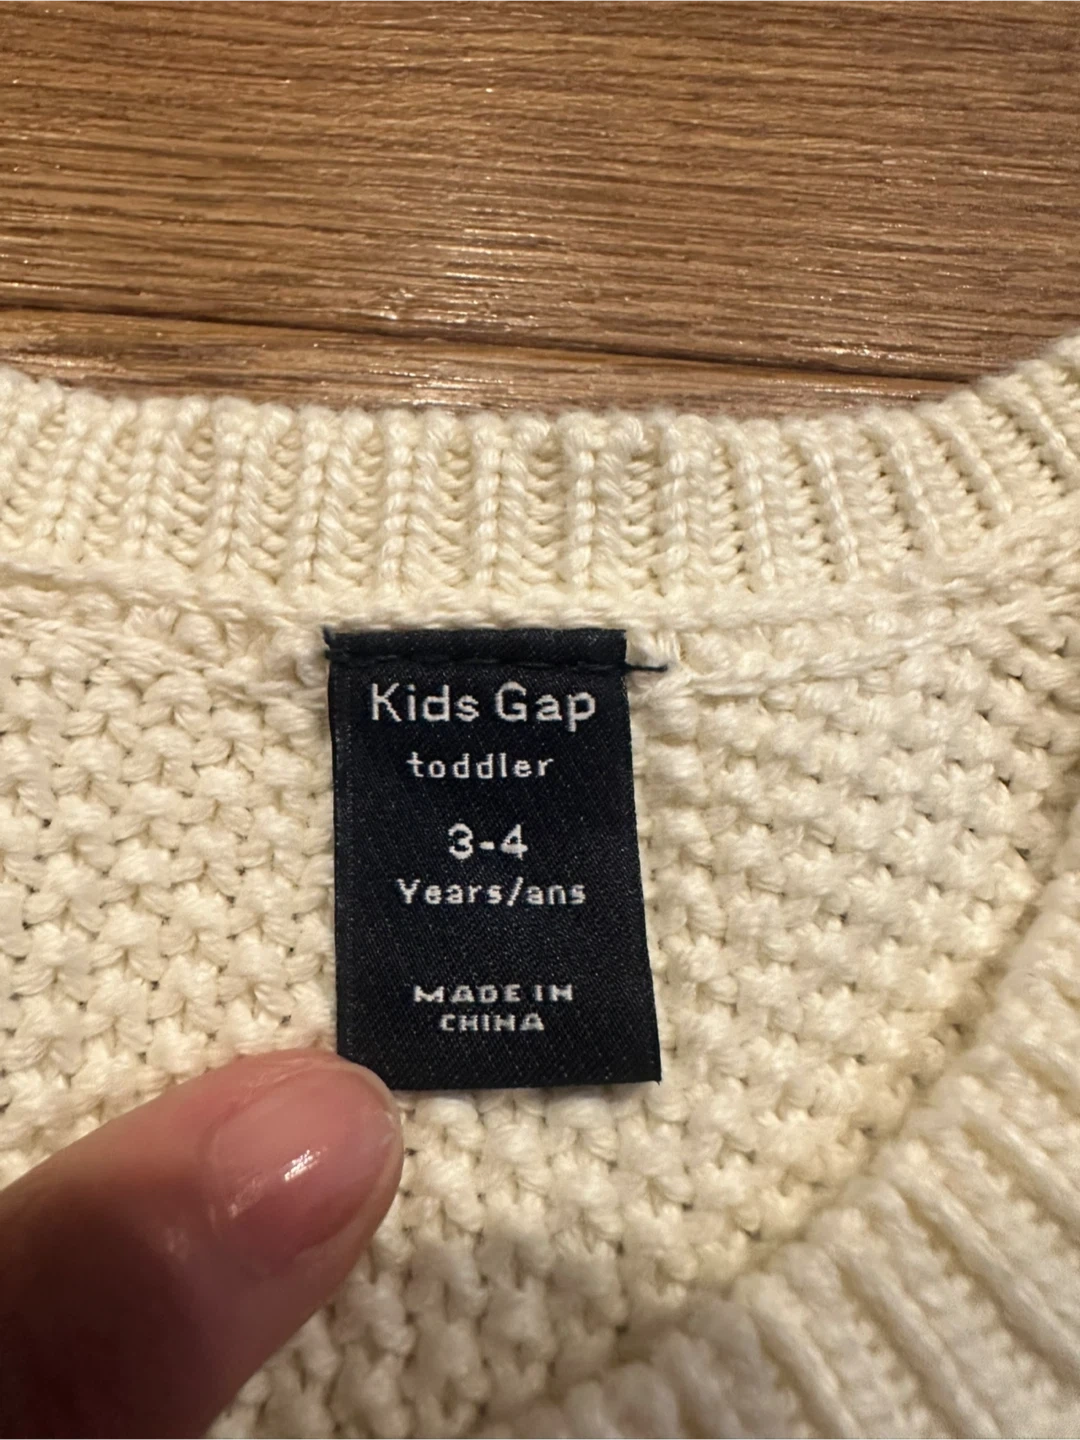 Kids Gap
toddler
3-4
Years/ans
MADE IN
CHINA